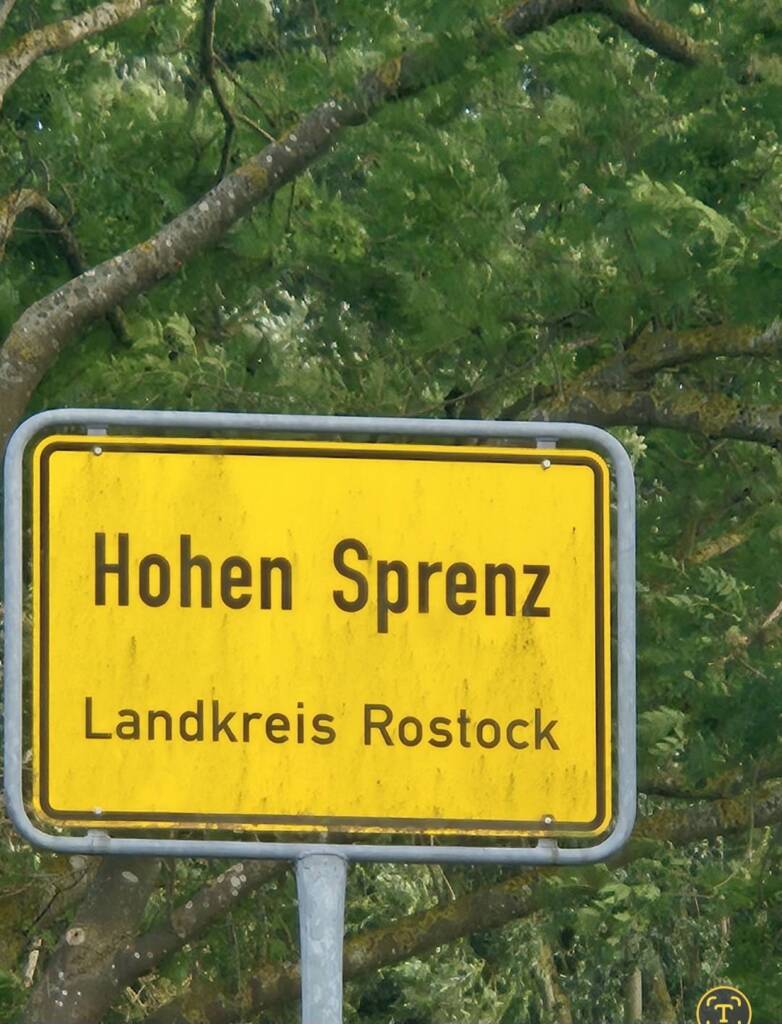 Hohen Sprenz
Landkreis Rostock
T